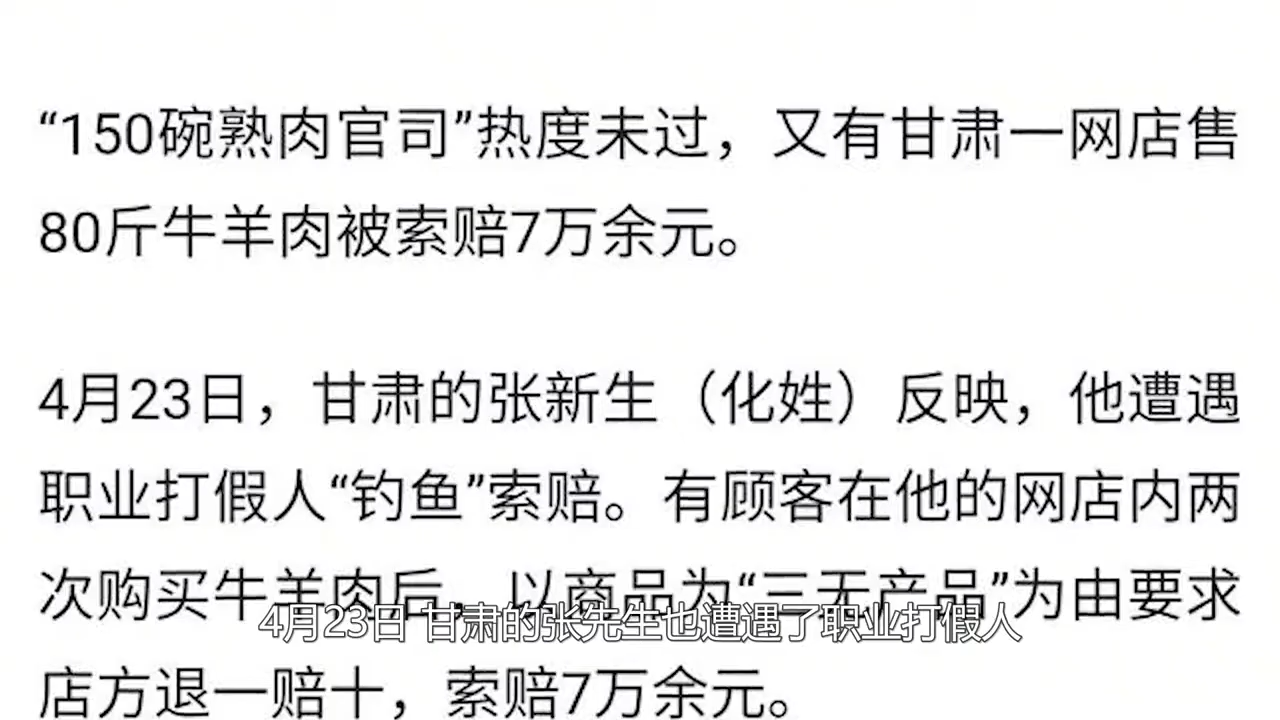 “150碗熟肉官司”热度未过，又有甘肃一网店售
80斤牛羊肉被索赔7万余元。
4月23日，甘肃的张新生（化姓）反映，他遭遇
职业打假人“钓鱼”索赔。有顾客在他的网店内两
次购买牛羊肉后，以商品为“三无产品”为由要求
4月23日 甘肃的张先生也遭遇了职业打假人
店方退一赔十，索赔7万余元。